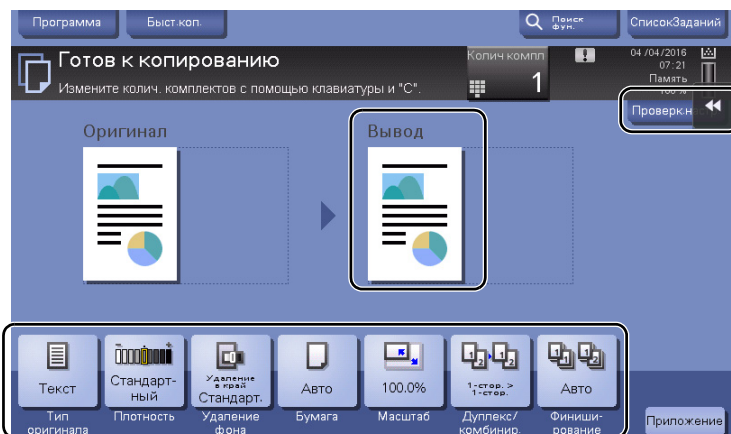 Программа
Быст.коп.
Поиск
фун.
СписокЗаданий
Готов к копированию
Измените колич. комплектов с помощью клавиатуры и "С".
Колич компл
1
04/04/2016
07:21
Память
100 %
Оригинал
Вывод
Текст
Стандарт-
ный
Удаление
в край
Стандарт.
Авто
100.0%
1-стор. >
1-стор.
Авто
Тип
оригинала
Плотность
Удаление
фона
Бумага
Масштаб
Дуплекс/
комбинир.
Финиши-
рование
Приложение